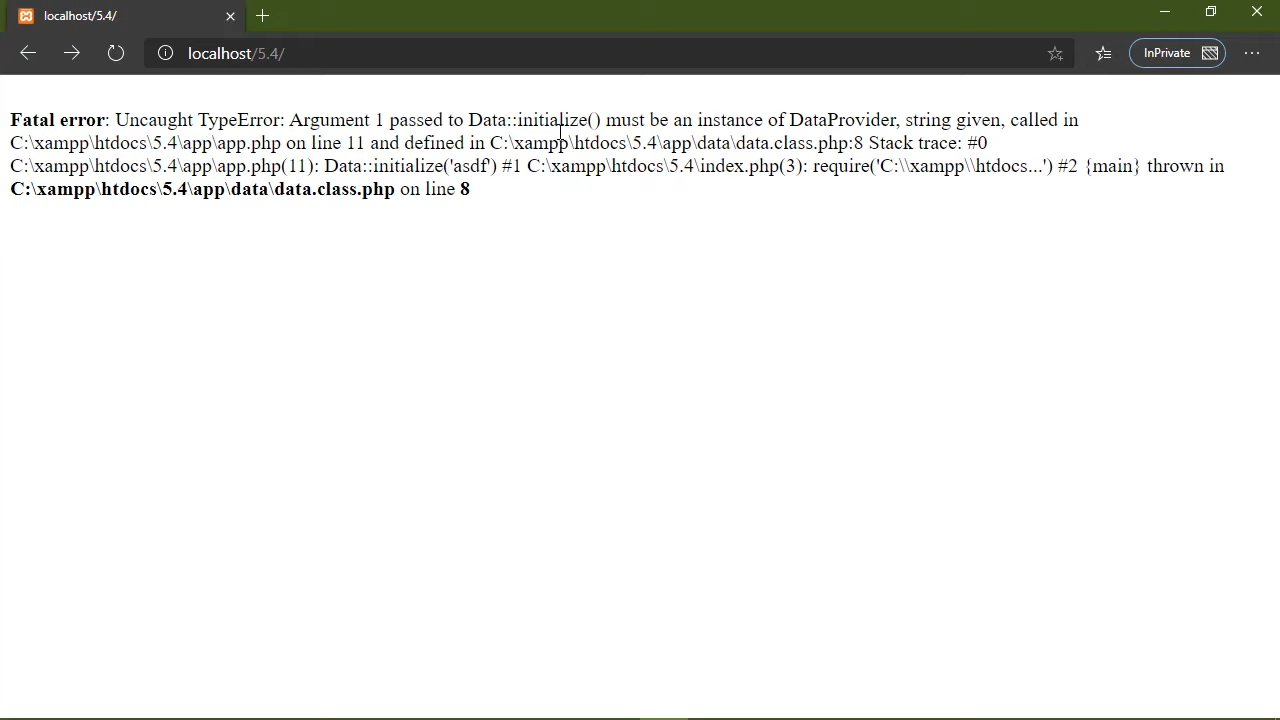 localhost/5.4/
localhost/5.4/
InPrivate
Fatal error: Uncaught TypeError: Argument 1 passed to Data::initialize() must be an instance of DataProvider, string given, called in
C:\xampp\htdocs\5.4\app\app.php on line 11 and defined in C:\xampp\htdocs\5.4\app\data\data.class.php:8 Stack trace: #0
C:\xampp\htdocs\5.4\app\app.php(11): Data::initialize('asdf') #1 C:\xampp\htdocs\5.4\index.php(3): require('C:\\xampp\\htdocs...') #2 {main} thrown in
C:\xampp\htdocs\5.4\app\data\data.class.php on line 8